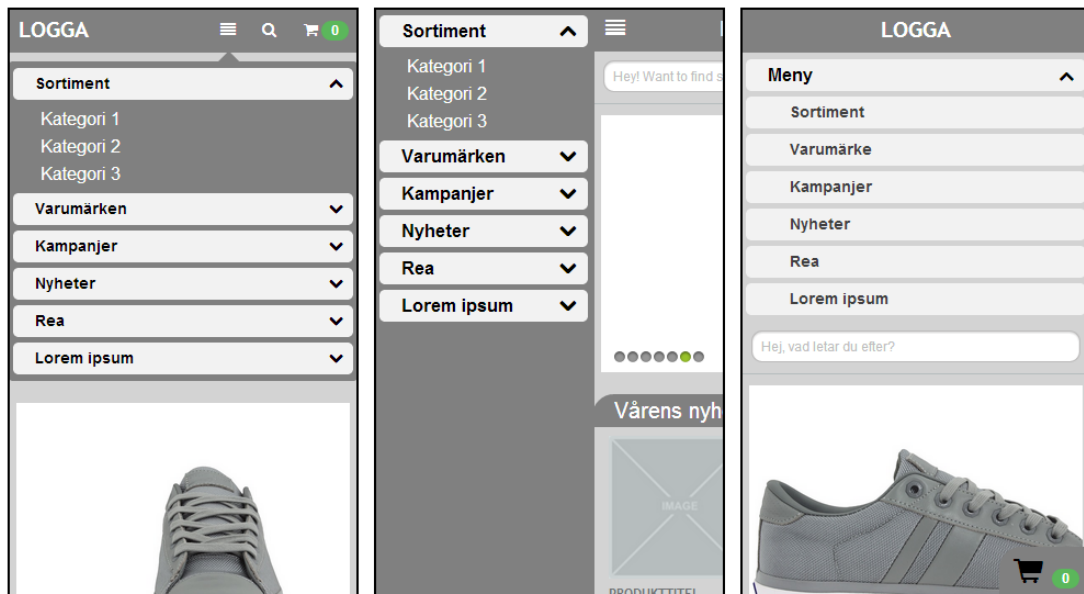 LOGGA
0
Sortiment
Kategori 1
Kategori 2
Kategori 3
Varumärken
Kampanjer
Nyheter
Rea
Lorem ipsum
Sortiment
Kategori 1
Kategori 2
Kategori 3
Varumärken
Kampanjer
Nyheter
Rea
Lorem ipsum
Hey! Want to find s
Vårens nyh
IMAGE
PRODUKTTITEL
LOGGA
Meny
Sortiment
Varumärke
Kampanjer
Nyheter
Rea
Lorem ipsum
Hej, vad letar du efter?
0